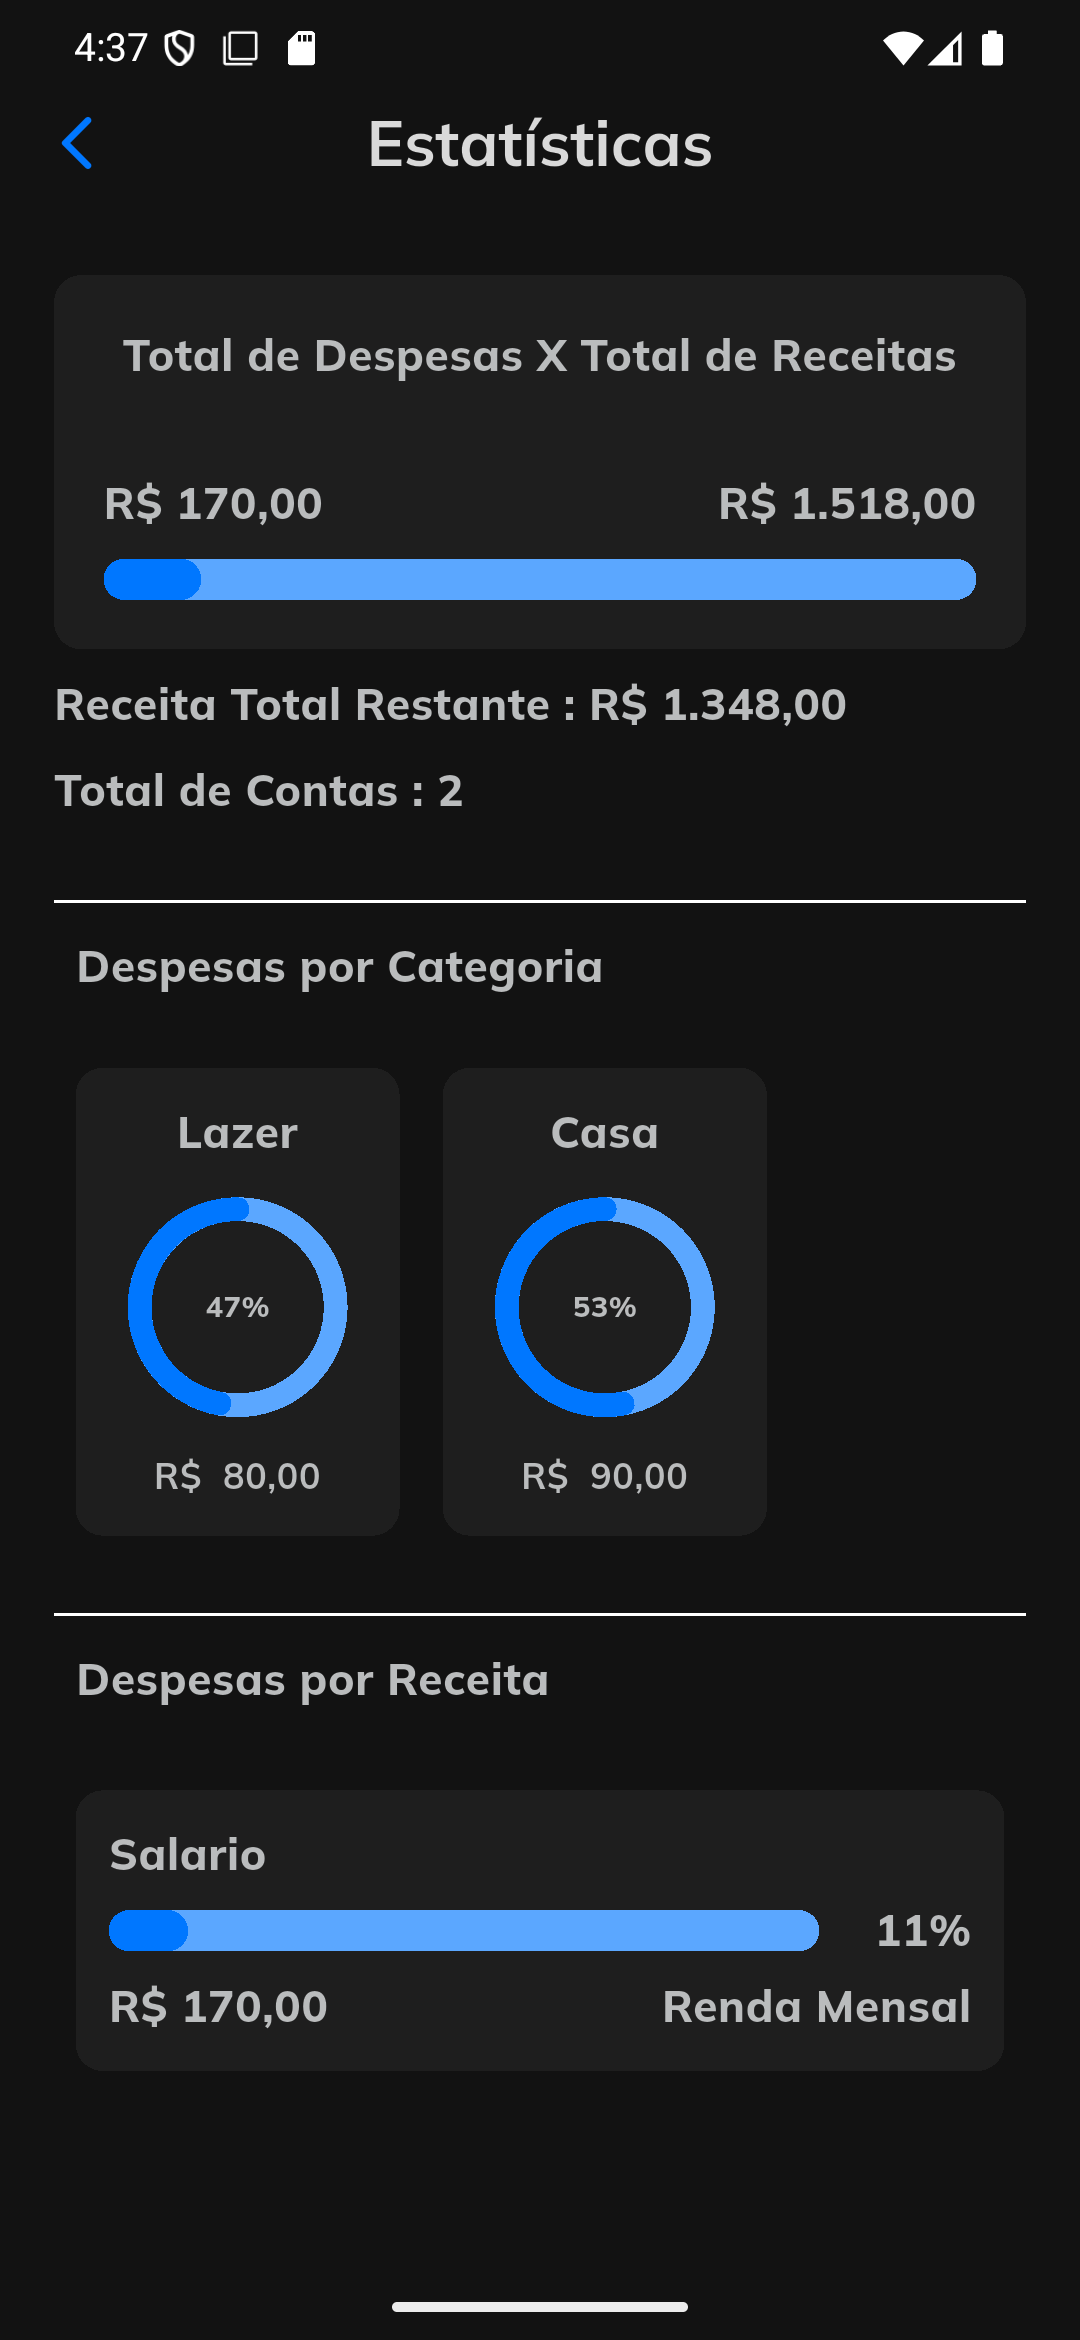 4:37
Estatísticas
Total de Despesas X Total de Receitas
R$ 170,00 R$ 1.518,00
Receita Total Restante : R$ 1.348,00
Total de Contas : 2
Despesas por Categoria
Lazer
47%
R$ 80,00
Casa
53%
R$ 90,00
Despesas por Receita
Salario
11%
R$ 170,00 Renda Mensal